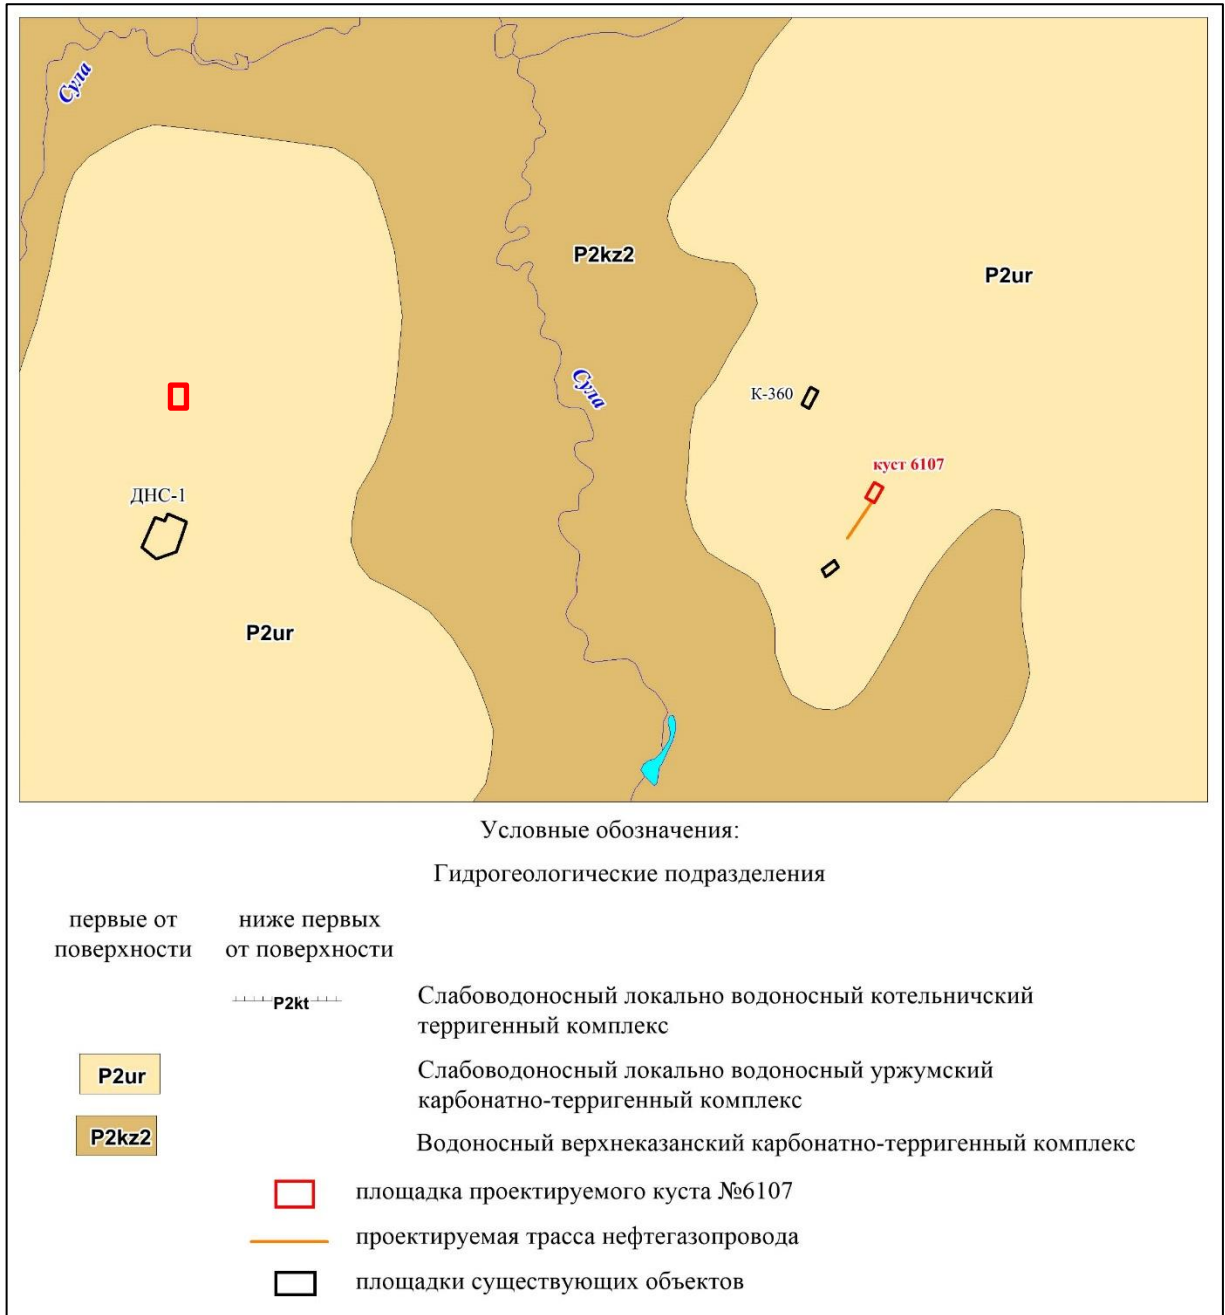 Сула
P2kz2
P2ur
Сула
К-360
куст 6107
ДНС-1
P2ur
Условные обозначения:
Гидрогеологические подразделения
первые от
поверхности
ниже первых
от поверхности
P2kt
Слабоводоносный локально водоносный котельничский
терригенный комплекс
P2ur
Слабоводоносный локально водоносный уржумский
карбонатно-терригенный комплекс
P2kz2
Водоносный верхнеказанский карбонатно-терригенный комплекс
площадка проектируемого куста №6107
проектируемая трасса нефтегазопровода
площадки существующих объектов